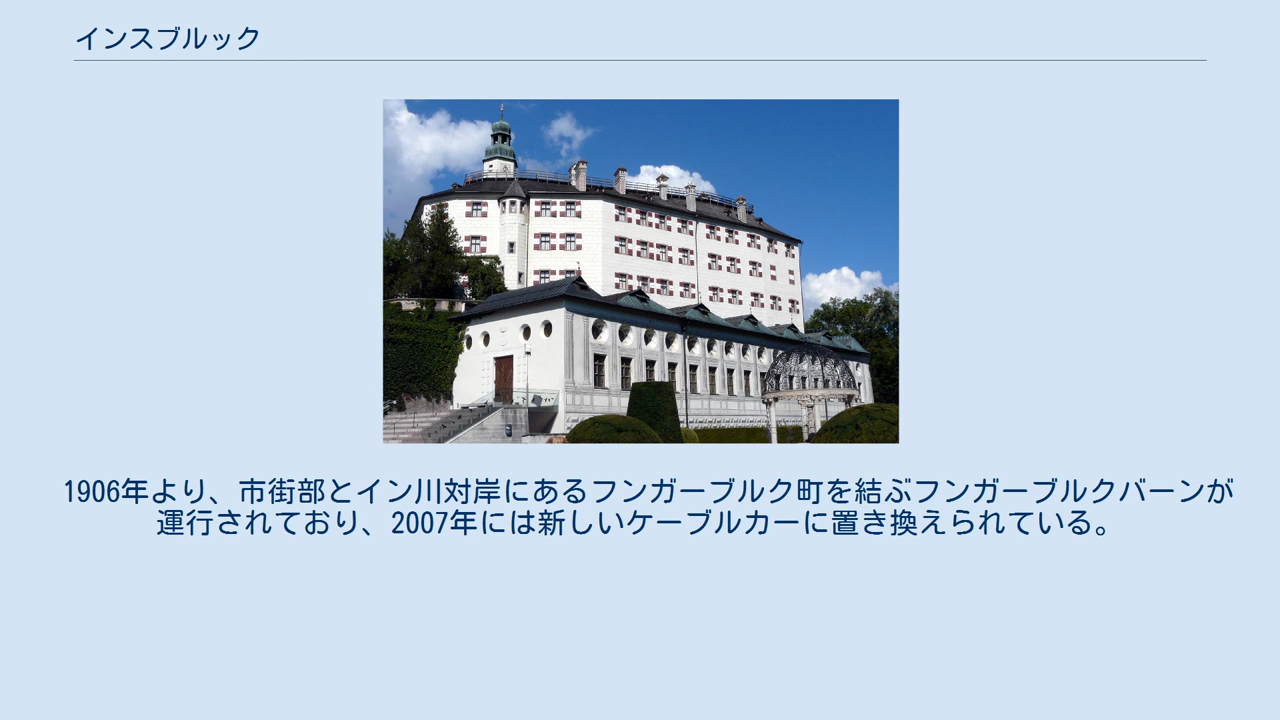 インスブルック
1906年より、市街部とイン川対岸にあるフンガーブルク町を結ぶフンガーブルクバーンが
運行されており、2007年には新しいケーブルカーに置き換えられている。